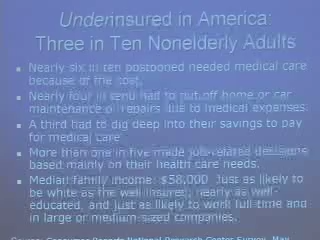 Underinsured in America:
Three in Ten Nonelderly Adults
Nearly six in ten postponed needed medical care
because of the cost.
Nearly four in ten had to put off home or car
maintenance or repairs due to medical expenses.
A third had to dig deep into their savings to pay
for medical care.
More than one in five made job-related decisions
based mainly on their health care needs.
Median family income: $58,000. Just as likely to
be white as the well-insured; nearly as well-
educated, and just as likely to work full time and
in large or medium-sized companies.
Source: Consumer Reports National Research Center Survey, May